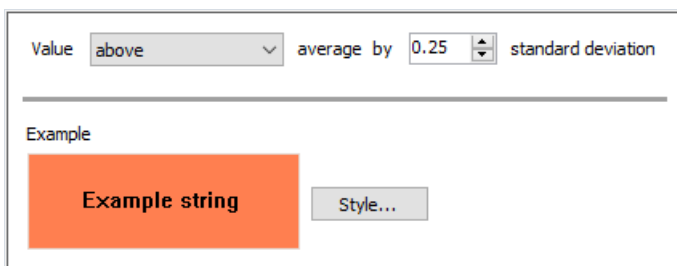 Value above average by 0.25 standard deviation
Example
Example string
Style...